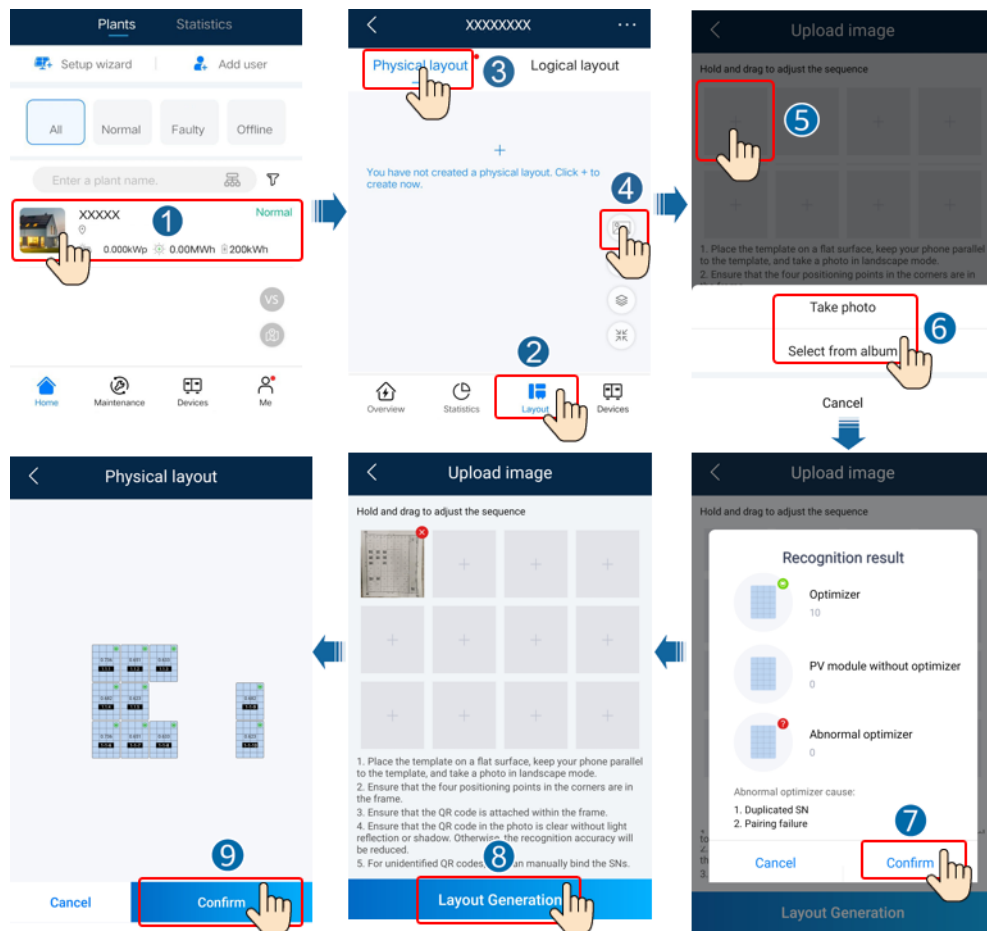 Plants
Statistics
Setup wizard
Add user
All
Normal
Faulty
Offline
Enter a plant name.
XXXXX
1
Normal
0.000kWp
0.00MWh
200kWh
VS
Home
Maintenance
Devices
Me
XXXXXXXX
Physical layout
3
Logical layout
You have not created a physical layout. Click + to
create now.
4
2
Overview
Statistics
Layout
Devices
Upload image
Hold and drag to adjust the sequence
5
1. Place the template on a flat surface, keep your phone parallel
to the template, and take a photo in landscape mode.
2. Ensure that the four positioning points in the corners are in
Take photo
6
Select from album
Cancel
Upload image
Hold and drag to adjust the sequence
Recognition result
Optimizer
10
PV module without optimizer
0
Abnormal optimizer
0
Abnormal optimizer cause:
1. Duplicated SN
2. Pairing failure
7
Cancel
Confirm
Layout Generation
Upload image
Hold and drag to adjust the sequence
1. Place the template on a flat surface, keep your phone parallel
to the template, and take a photo in landscape mode.
2. Ensure that the four positioning points in the corners are in
the frame.
3. Ensure that the QR code is attached within the frame.
4. Ensure that the QR code in the photo is clear without light
reflection or shadow. Otherwise, the recognition accuracy will
be reduced.
5. For unidentified QR codes, manually bind the SNs.
8
Layout Generation
Physical layout
9
Cancel
Confirm